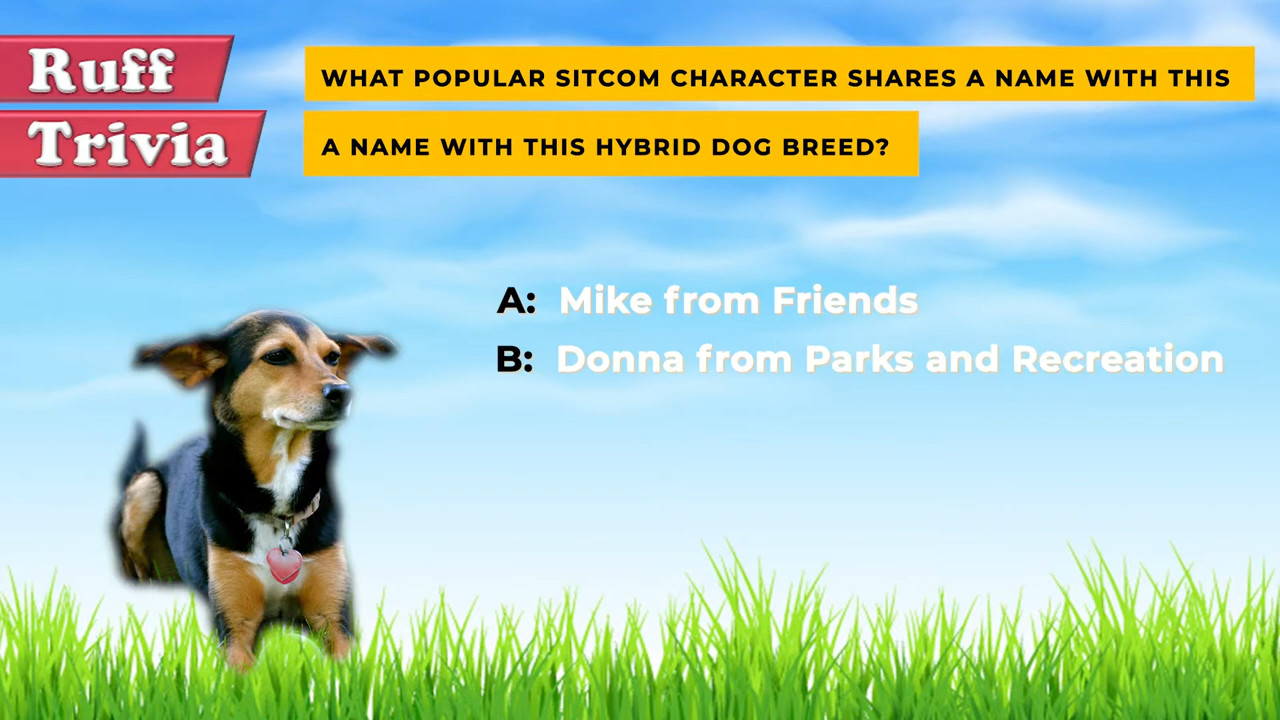 Ruff
Trivia
WHAT POPULAR SITCOM CHARACTER SHARES A NAME WITH THIS
A NAME WITH THIS HYBRID DOG BREED?
A: Mike from Friends
B: Donna from Parks and Recreation